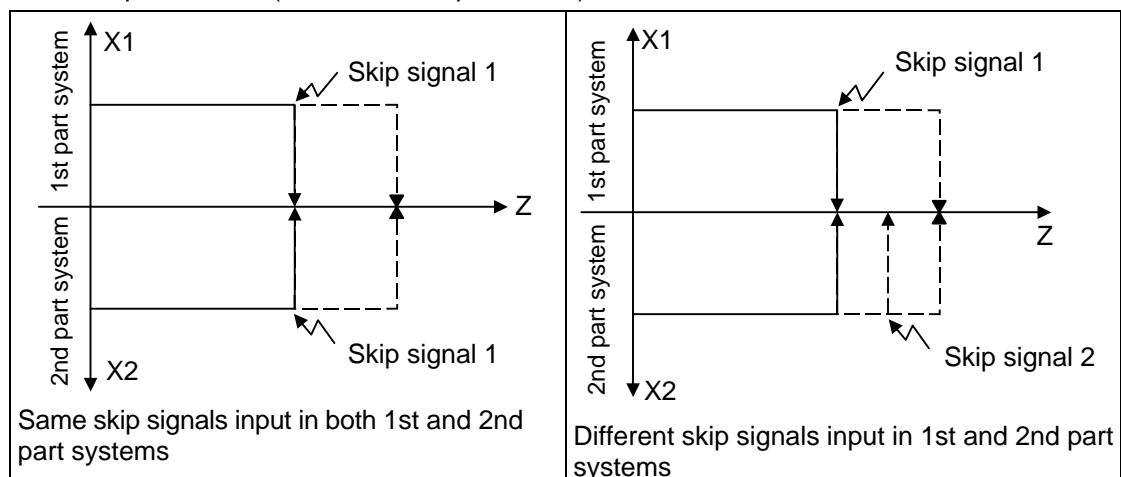 X1
1st part system
Skip signal 1
Z
2nd part system
Skip signal 1
X2
Same skip signals input in both 1st and 2nd
part systems
X1
1st part system
Skip signal 1
Z
2nd part system
Skip signal 2
X2
Different skip signals input in 1st and 2nd part
systems